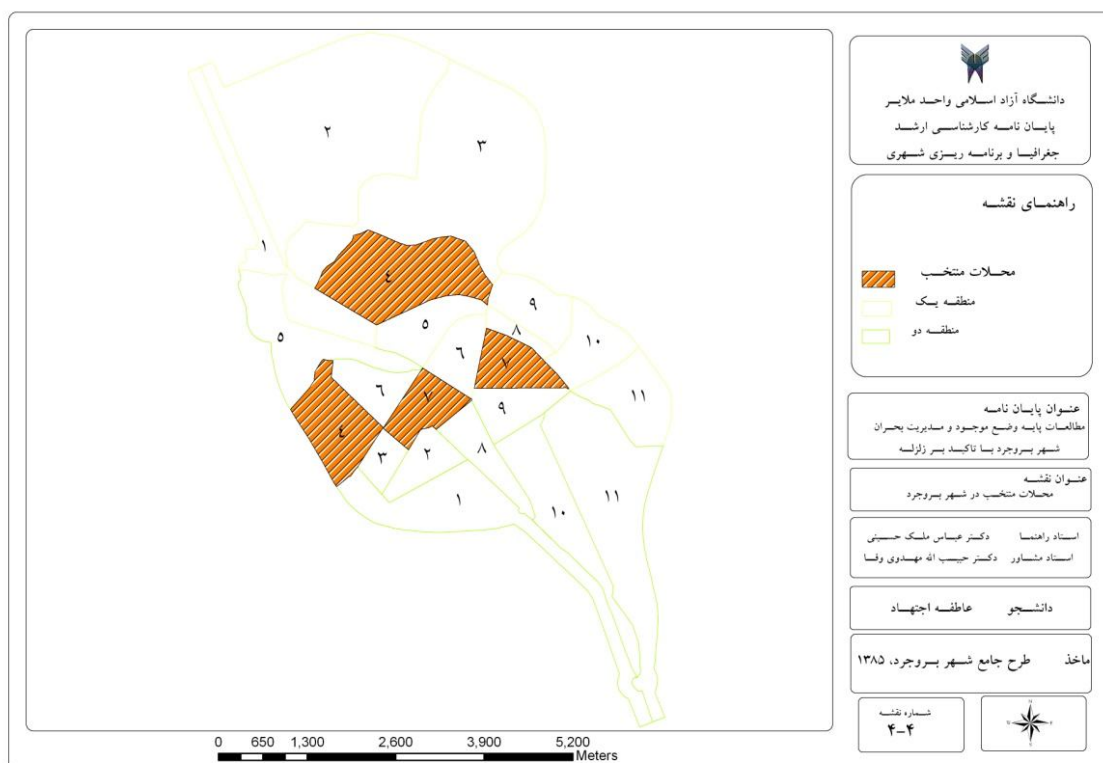 دانشگاه آزاد اسلامی واحد ملایر
پایان نامه کارشناسی ارشد
جغرافیا و برنامه ریزی شهری
راهنمای نقشه
محلات منتخب
منطقه یک
منطقه دو
عنوان پایان نامه
مطالعات پایه وضع موجود و مدیریت بحران
شهر بروجرد با تاکید بر زلزله
عنوان نقشه
محلات منتخب در شهر بروجرد
استاد راهنما دکتر عباس ملک حسینی
استاد مشاور دکتر حبیب الله مهدوی وفا
دانشجو عاطفه اجتهاد
ماخذ طرح جامع شهر بروجرد، ۱۳۸۵
شماره نقشه
۴-۴
۲
۳
۱
٤
۹
۵
۵
۸
۱۰
٦
۷
٦
۷
۱۱
۹
٤
۳
۲
۸
۱
۱۰
۱۱
0 650 1,300 2,600 3,900 5,200
Meters